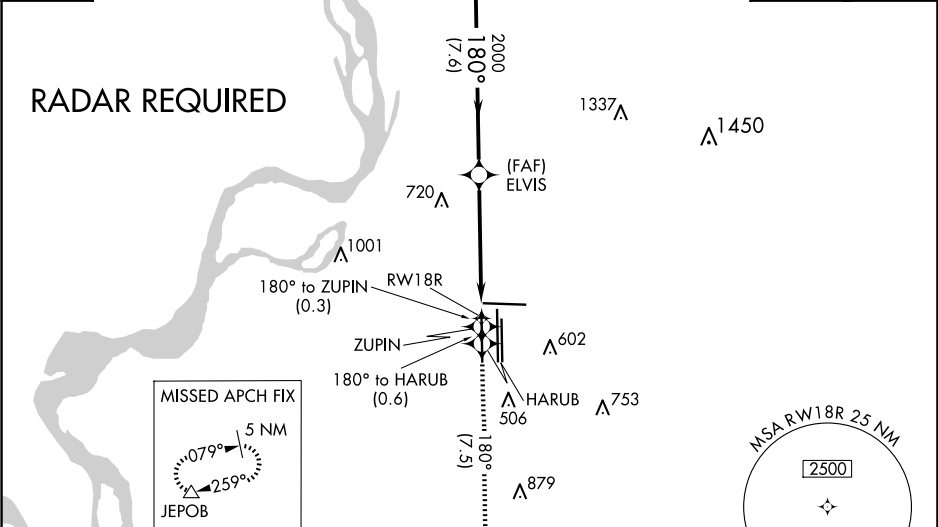 2000
180°
(7.6)
RADAR REQUIRED
1337
1450
(FAF)
ELVIS
720
1001
180° to ZUPIN
(0.3)
RW18R
ZUPIN
602
180° to HARUB
(0.6)
HARUB
506
753
MISSED APCH FIX
5 NM
079°
259°
JEPOB
180°
(7.5)
879
MSA RW18R 25 NM
2500